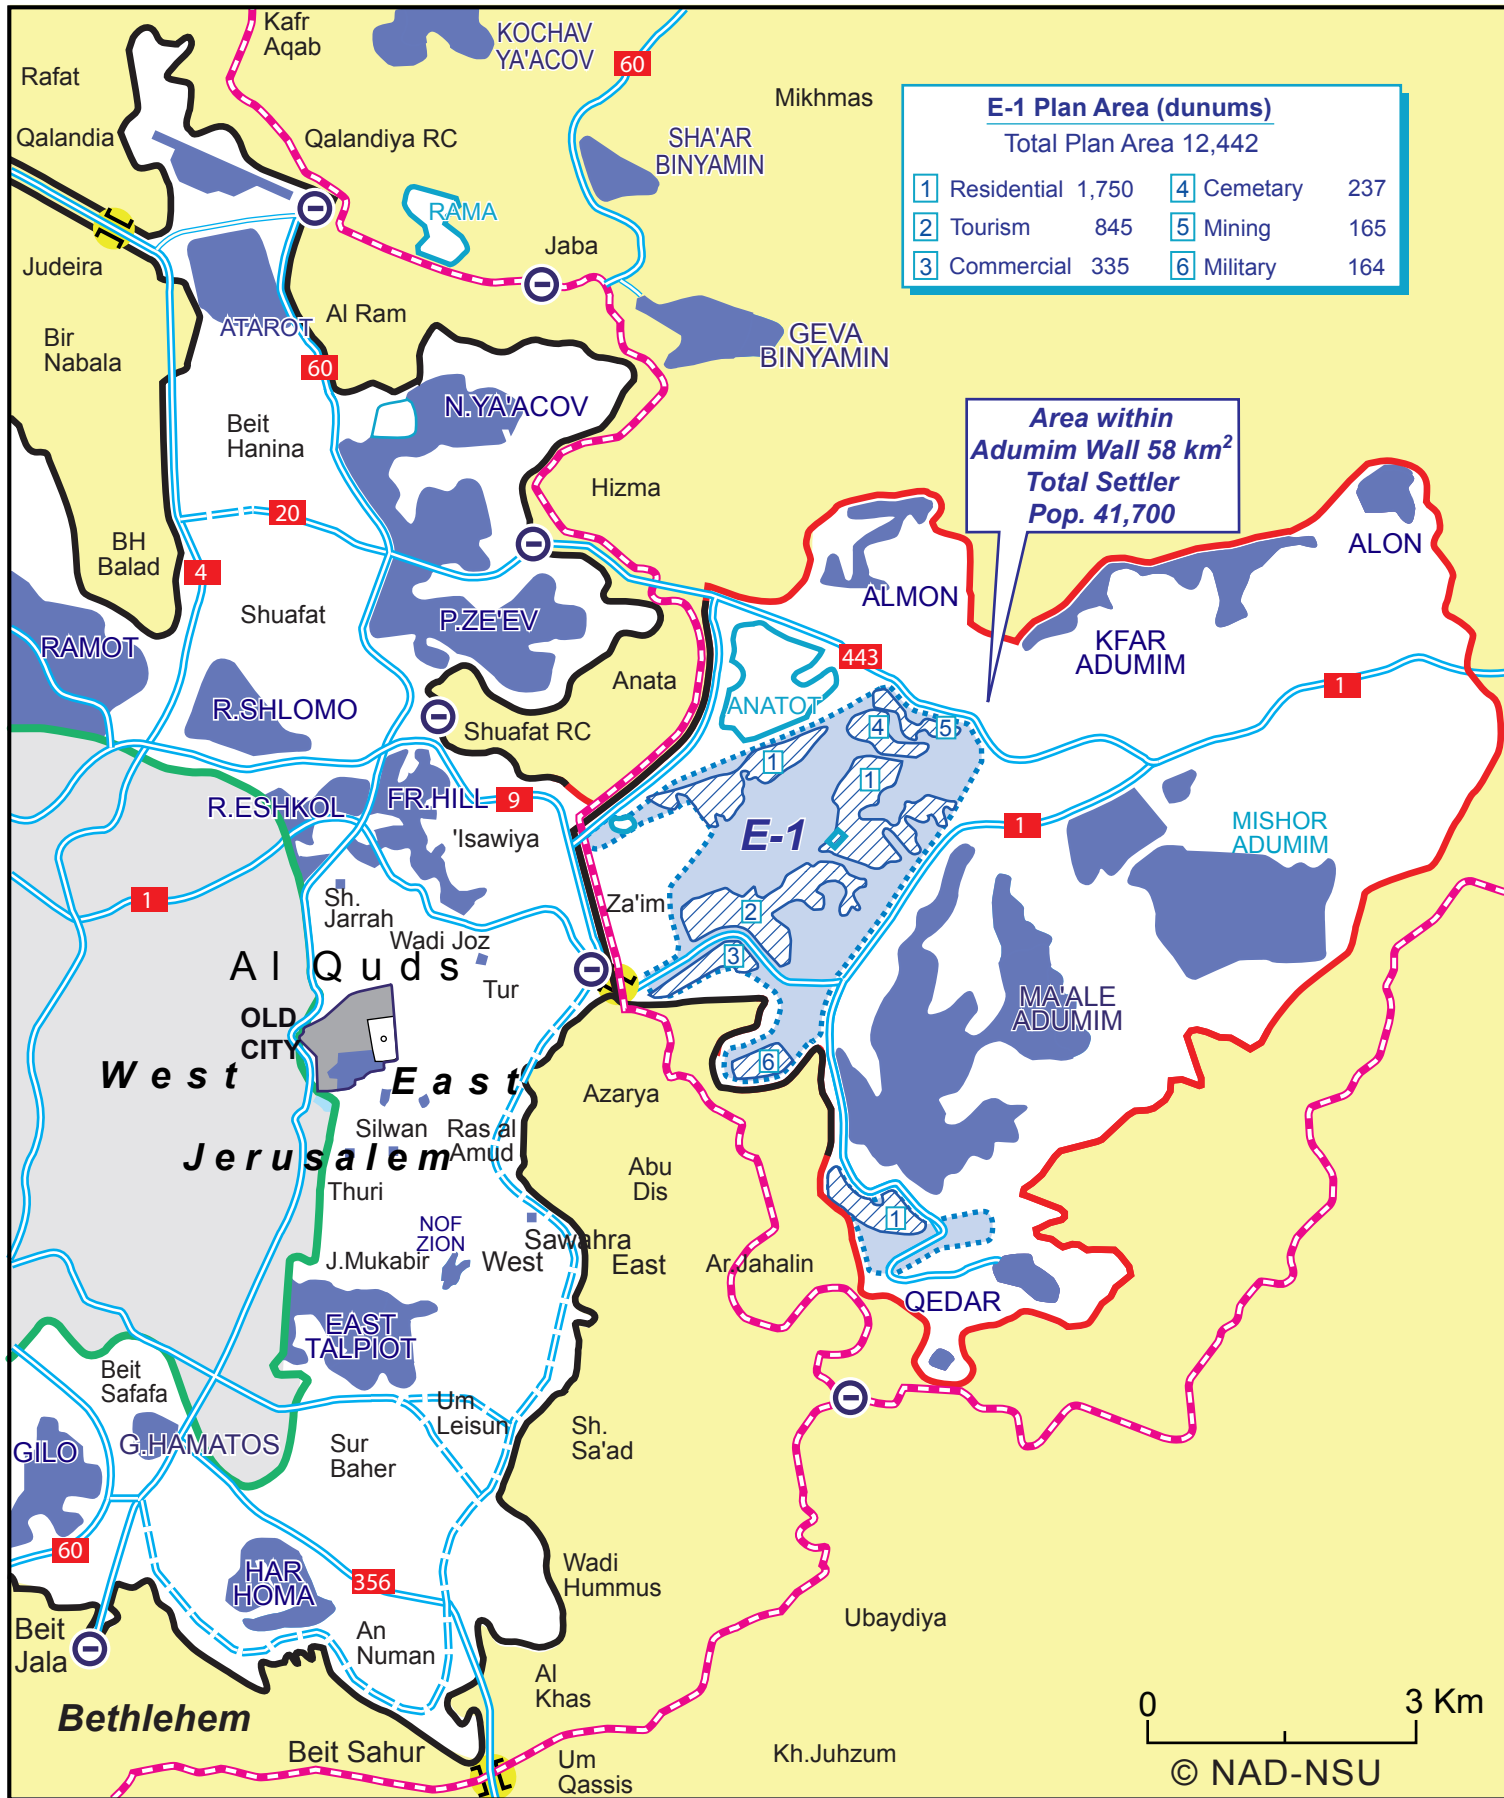 Kafr
Aqab
KOCHAV
YA'ACOV
60
Rafat
Mikhmas
E-1 Plan Area (dunums)
Total Plan Area 12,442
1 Residential 1,750
4 Cemetary 237
2 Tourism 845
5 Mining 165
3 Commercial 335
6 Military 164
Qalandia
Qalandiya RC
SHA'AR
BINYAMIN
RAMA
Jaba
Judeira
Al Ram
ATAROT
Bir
Nabala
GEVA
BINYAMIN
60
N.YA'ACOV
Beit
Hanina
Area within
Adumim Wall 58 km2
Total Settler
Pop. 41,700
Hizma
20
BH
Balad
4
ALON
ALMON
Shuafat
P.ZE'EV
RAMOT
KFAR
ADUMIM
443
Anata
1
R.SHLOMO
ANATOT
Shuafat RC
4
5
1
1
R.ESHKOL
FR.HILL
9
'Isawiya
E-1
1
MISHOR
ADUMIM
1
Sh.
Jarrah
Za'im
2
Wadi Joz
3
Al Quds
Tur
OLD
CITY
MA'ALE
ADUMIM
West
East
6
Azarya
Silwan
Ras al
Amud
Jerusalem
Abu
Dis
Thuri
1
NOF
ZION
Sawahra
J.Mukabir
West
East
Ar.Jahalin
QEDAR
EAST
TALPIOT
Beit
Safafa
Um
Leisun
Sh.
Sa'ad
GILO
G.HAMATOS
Sur
Baher
60
HAR
HOMA
356
Wadi
Hummus
Ubaydiya
Beit
Jala
An
Numan
Al
Khas
Bethlehem
0
3 Km
Beit Sahur
Um
Qassis
Kh.Juhzum
© NAD-NSU